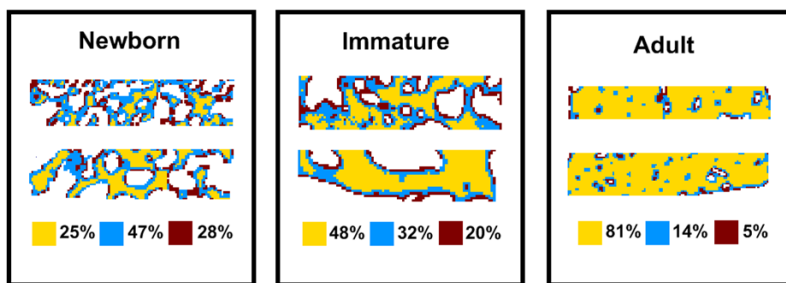 Newborn
25% 47% 28%
Immature
48% 32% 20%
Adult
81% 14% 5%